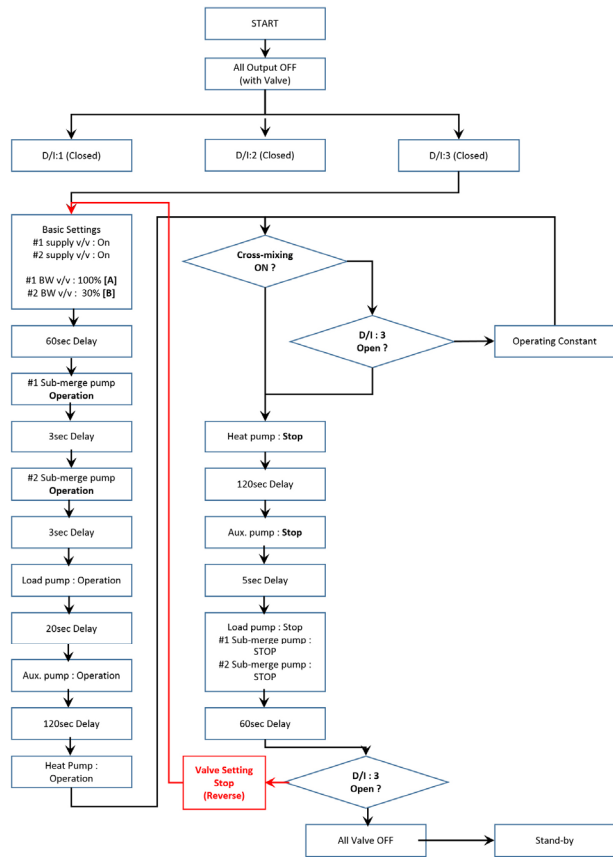 START
All Output OFF
(with Valve)
D/I:1 (Closed)
D/I:2 (Closed)
D/I:3 (Closed)
Basic Settings
#1 supply v/v : On
#2 supply v/v : On
#1 BW v/v : 100% [A]
#2 BW v/v : 30% [B]
60sec Delay
#1 Sub-merge pump
Operation
3sec Delay
#2 Sub-merge pump
Operation
3sec Delay
Load pump : Operation
20sec Delay
Aux. pump : Operation
120sec Delay
Heat Pump :
Operation
Cross-mixing
ON ?
D/I : 3
Open ?
Operating Constant
Heat pump : Stop
120sec Delay
Aux. pump : Stop
5sec Delay
Load pump : Stop
#1 Sub-merge pump :
STOP
#2 Sub-merge pump :
STOP
60sec Delay
D/I : 3
Open ?
Valve Setting
Stop
(Reverse)
All Valve OFF
Stand-by